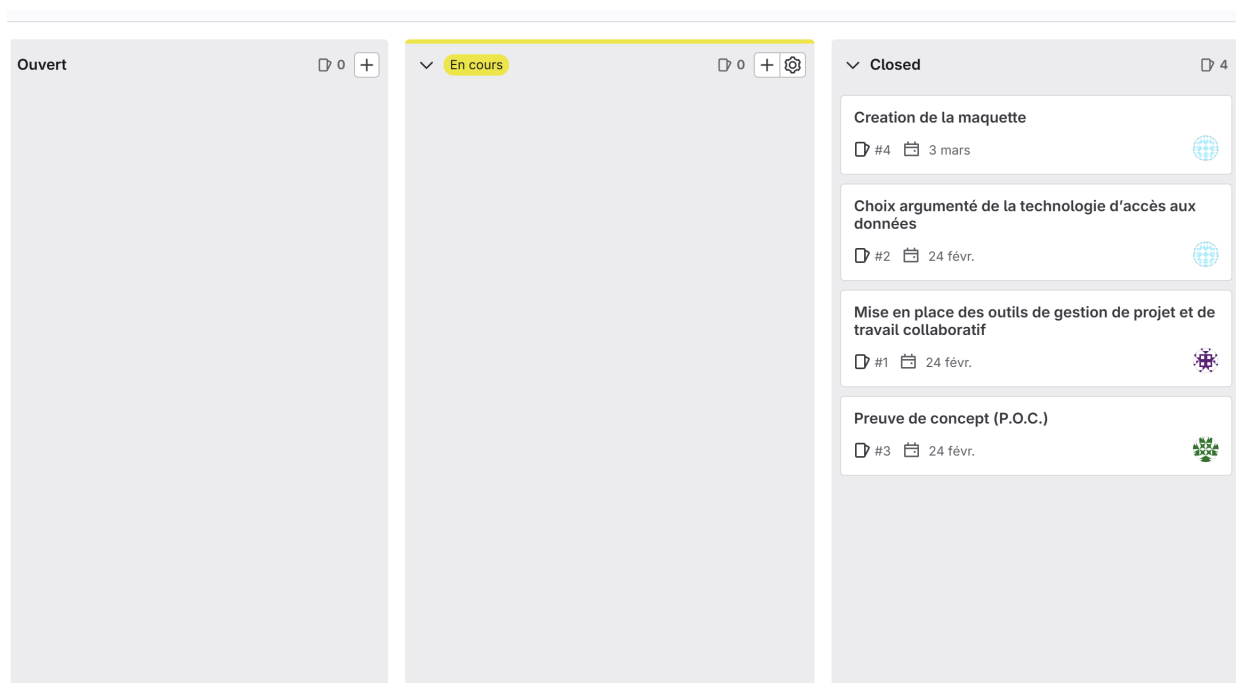 Ouvert
0
En cours
0
Closed
4
Creation de la maquette
#4 3 mars
Choix argumenté de la technologie d’accès aux
données
#2 24 févr.
Mise en place des outils de gestion de projet et de
travail collaboratif
#1 24 févr.
Preuve de concept (P.O.C.)
#3 24 févr.